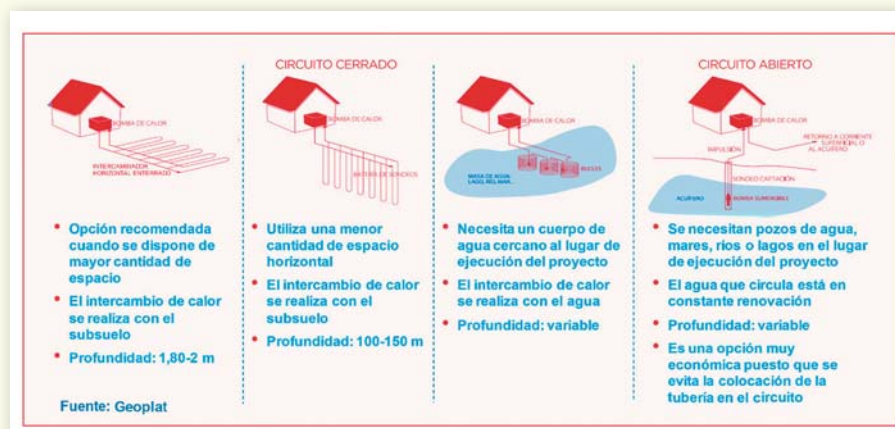 CIRCUITO CERRADO
CIRCUITO ABIERTO
BOMBA DE CALOR
INTERCAMBIADOR
HORIZONTAL ENTERRADO
• Opción recomendada
cuando se dispone de
mayor cantidad de
espacio
• El intercambio de calor
se realiza con el
subsuelo
• Profundidad: 1,80-2 m
BOMBA DE CALOR
BATERÍA DE SONDEOS
• Utiliza una menor
cantidad de espacio
horizontal
• El intercambio de calor
se realiza con el
subsuelo
• Profundidad: 100-150 m
BOMBA DE CALOR
MASA DE AGUA:
LAGO, RÍO, MAR...
BUCLES
• Necesita un cuerpo de
agua cercano al lugar de
ejecución del proyecto
• El intercambio de calor
se realiza con el agua
• Profundidad: variable
BOMBA DE CALOR
RETORNO A CORRIENTE
SUPERFICIAL O
AL ACUÍFERO
IMPULSIÓN
SONDEO CAPTACIÓN
ACUÍFERO
BOMBA SUMERGIBLE
• Se necesitan pozos de agua,
mares, ríos o lagos en el lugar
de ejecución del proyecto
• El agua que circula está en
constante renovación
• Profundidad: variable
• Es una opción muy
económica puesto que se
evita la colocación de la
tubería en el circuito
Fuente: Geoplat